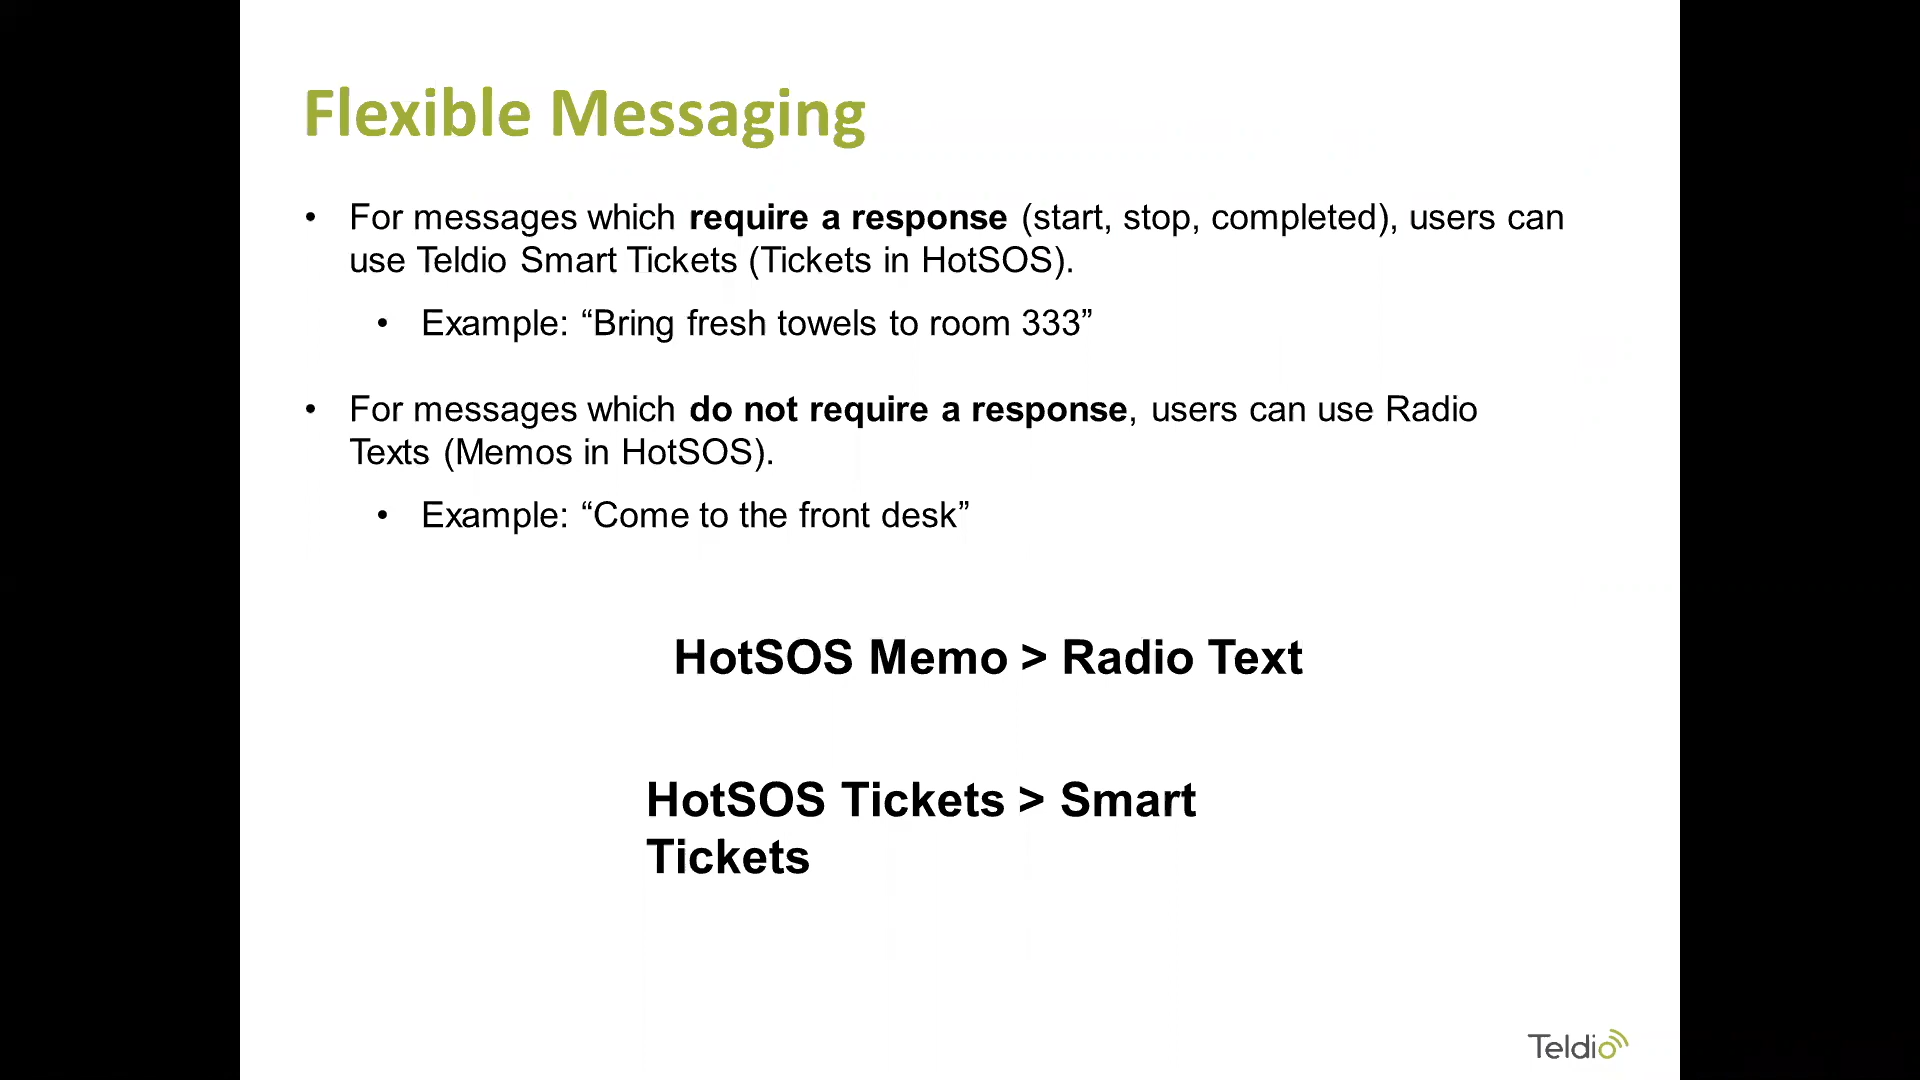 Flexible Messaging
• For messages which require a response (start, stop, completed), users can
use Teldio Smart Tickets (Tickets in HotSOS).
• Example: “Bring fresh towels to room 333”
• For messages which do not require a response, users can use Radio
Texts (Memos in HotSOS).
• Example: “Come to the front desk”
HotSOS Memo > Radio Text
HotSOS Tickets > Smart
Tickets
Teldio